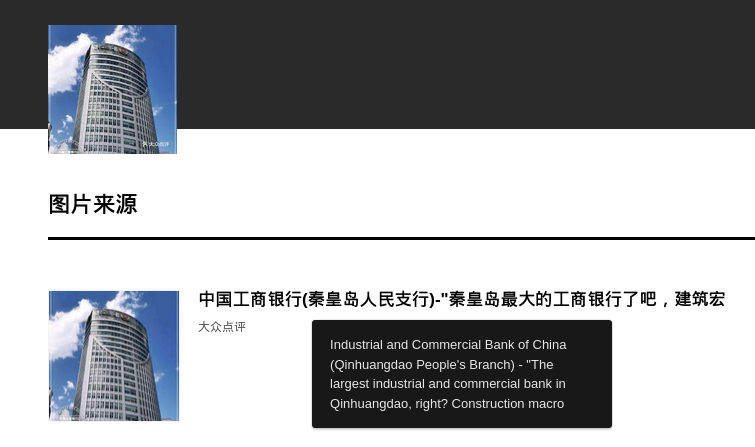 大众点评
图片来源
中国工商银行(秦皇岛人民支行)-"秦皇岛最大的工商银行了吧，建筑宏
大众点评
Industrial and Commercial Bank of China
(Qinhuangdao People's Branch) - "The
largest industrial and commercial bank in
Qinhuangdao, right? Construction macro